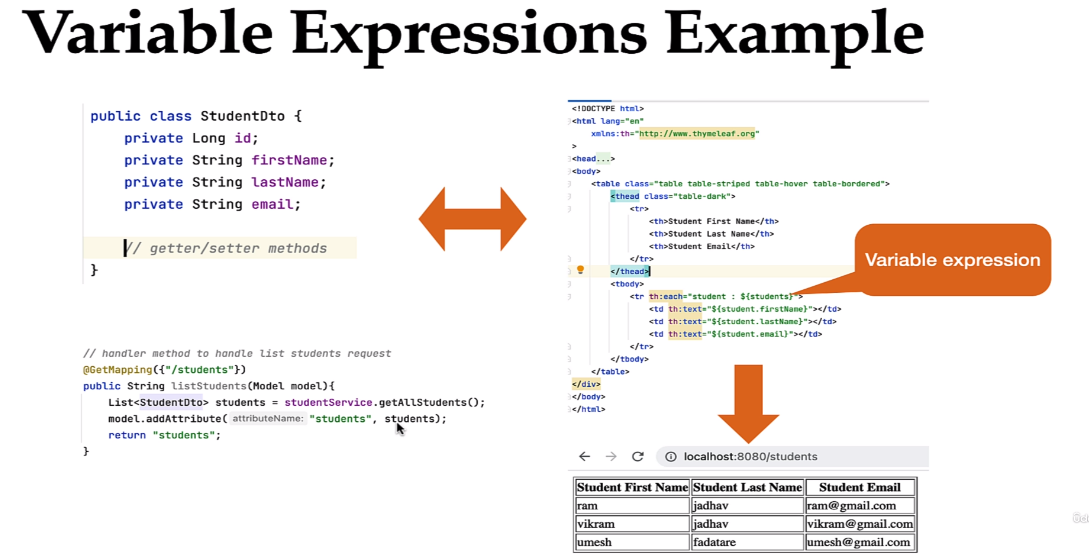 Variable Expressions Example
public class StudentDto {
private Long id;
private String firstName;
private String lastName;
private String email;
// getter/setter methods
}
// handler method to handle list students request
@GetMapping({"/students"})
public String listStudents(Model model){
List<StudentDto> students = studentService.getAllStudents();
model.addAttribute( attributeName: "students", students);
return "students";
}
<!DOCTYPE html>
<html lang="en"
xmlns:th="http://www.thymeleaf.org"
>
<head...>
<body>
<table class="table table-striped table-hover table-bordered">
<thead class="table-dark">
<tr>
<th>Student First Name</th>
<th>Student Last Name</th>
<th>Student Email</th>
</tr>
</thead>
<tbody>
<tr th:each="student : ${students}">
<td th:text="${student.firstName}"></td>
<td th:text="${student.lastName}"></td>
<td th:text="${student.email}"></td>
</tr>
</tbody>
</table>
</div>
</body>
</html>
Variable expression
localhost:8080/students
Student First Name Student Last Name Student Email
ram jadhav ram@gmail.com
vikram jadhav vikram@gmail.com
umesh fadatare umesh@gmail.com